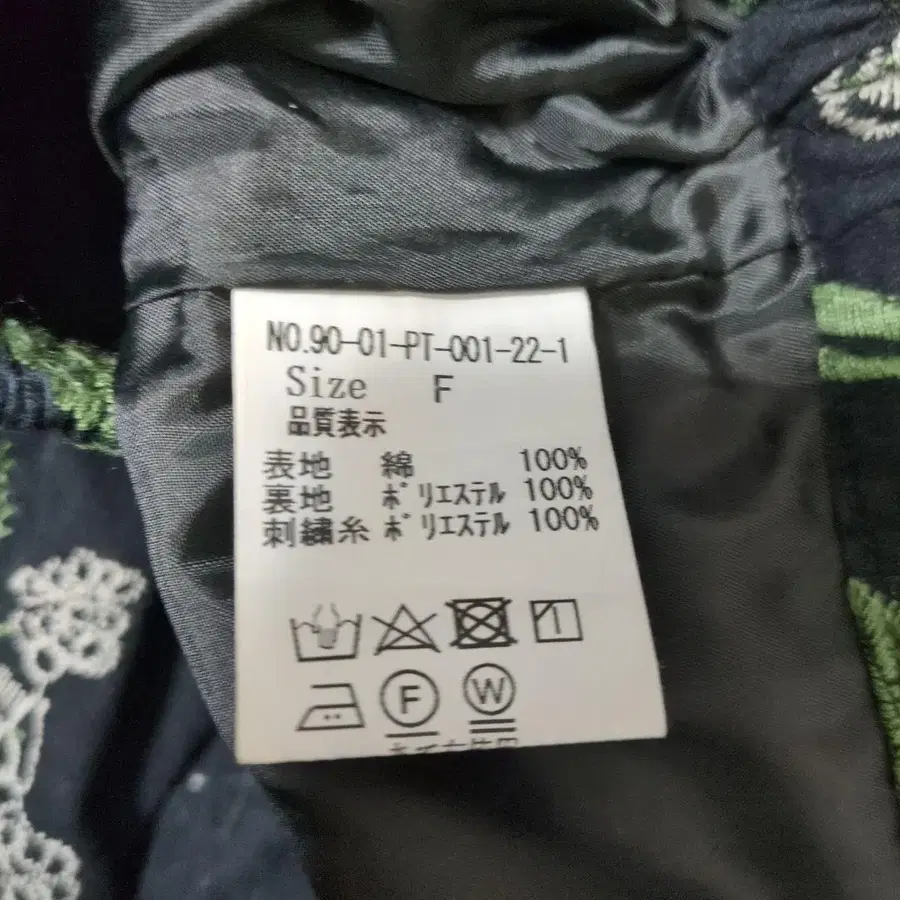 NO.90-01-PT-001-22-1
Size F
品質表示
表地 綿 100%
裏地 ポリエステル 100%
刺繍糸 ポリエステル 100%
F W